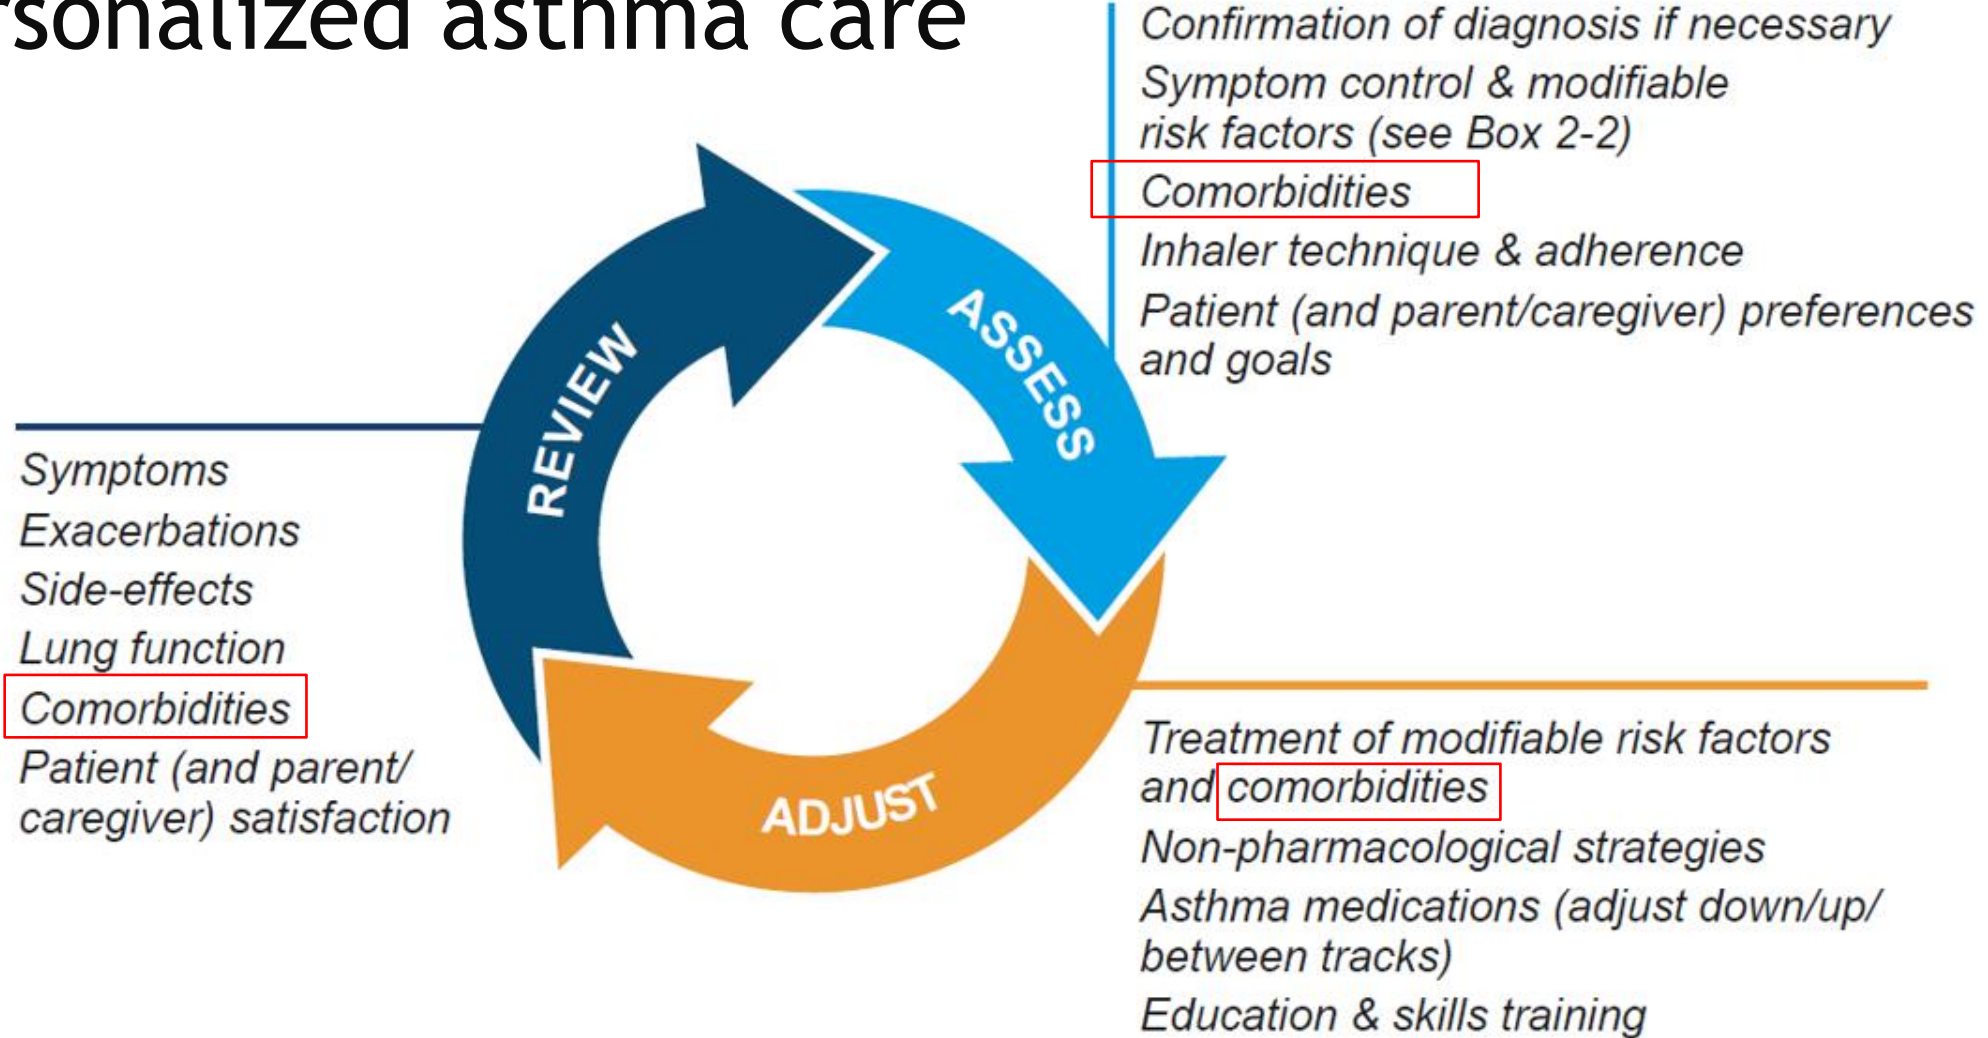 rsonalized asthma care
Confirmation of diagnosis if necessary
Symptom control & modifiable
risk factors (see Box 2-2)
Comorbidities
Inhaler technique & adherence
Patient (and parent/caregiver) preferences
and goals
ASSESS
REVIEW
Symptoms
Exacerbations
Side-effects
Lung function
Comorbidities
Patient (and parent/
caregiver) satisfaction
ADJUST
Treatment of modifiable risk factors
and comorbidities
Non-pharmacological strategies
Asthma medications (adjust down/up/
between tracks)
Education & skills training